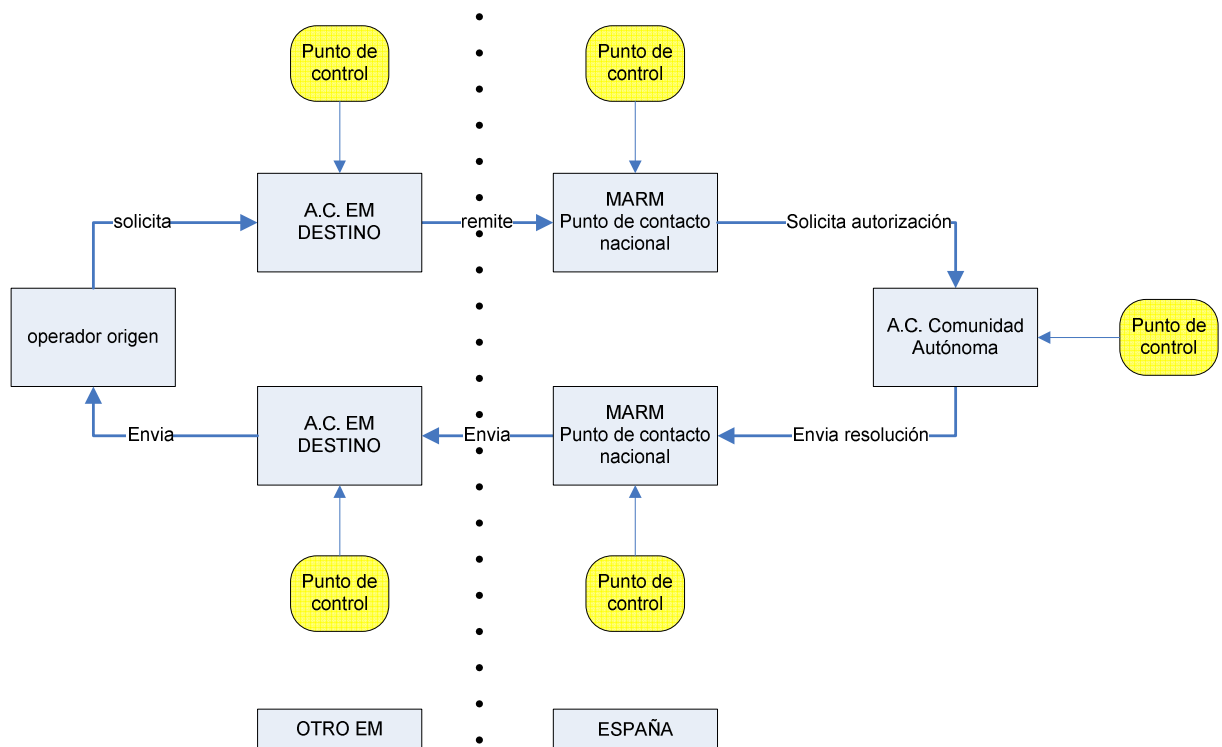 Punto de
control
Punto de
control
A.C. EM
DESTINO
MARM
Punto de contacto
nacional
solicita
remite
Solicita autorización
operador origen
A.C. Comunidad
Autónoma
Punto de
control
A.C. EM
DESTINO
MARM
Punto de contacto
nacional
Envia
Envia
Envia resolución
Punto de
control
Punto de
control
OTRO EM
ESPAÑA